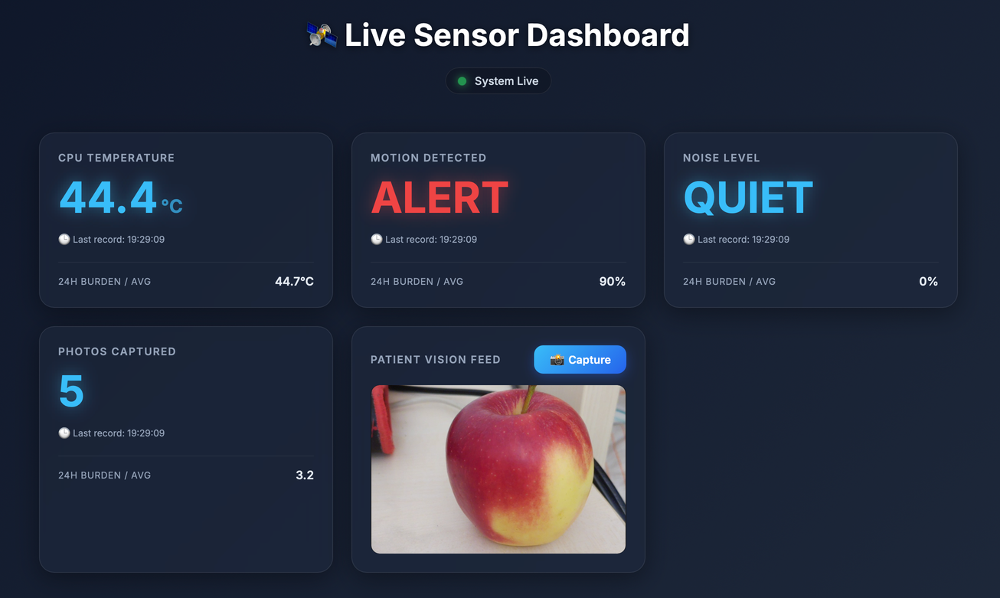 Live Sensor Dashboard
System Live
CPU TEMPERATURE
44.4 °C
Last record: 19:29:09
24H BURDEN / AVG 44.7°C
MOTION DETECTED
ALERT
Last record: 19:29:09
24H BURDEN / AVG 90%
NOISE LEVEL
QUIET
Last record: 19:29:09
24H BURDEN / AVG 0%
PHOTOS CAPTURED
5
Last record: 19:29:09
24H BURDEN / AVG 3.2
PATIENT VISION FEED
Capture